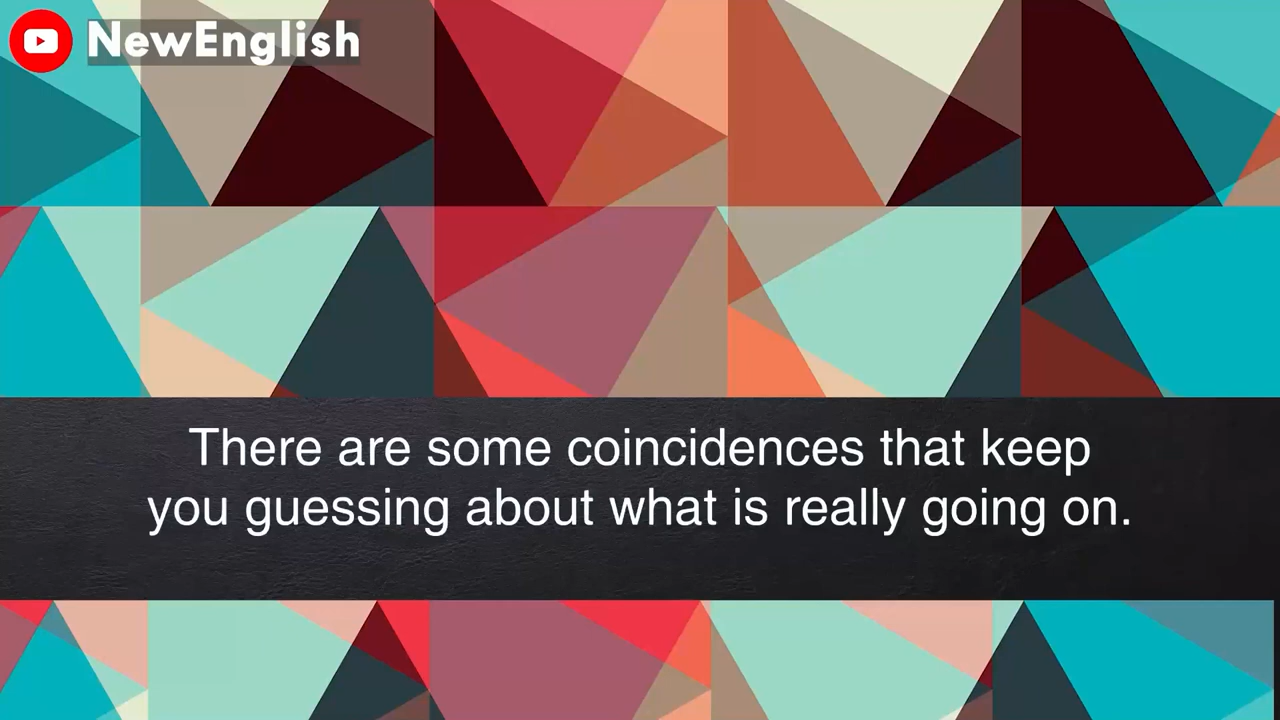 NewEnglish
There are some coincidences that keep
you guessing about what is really going on.